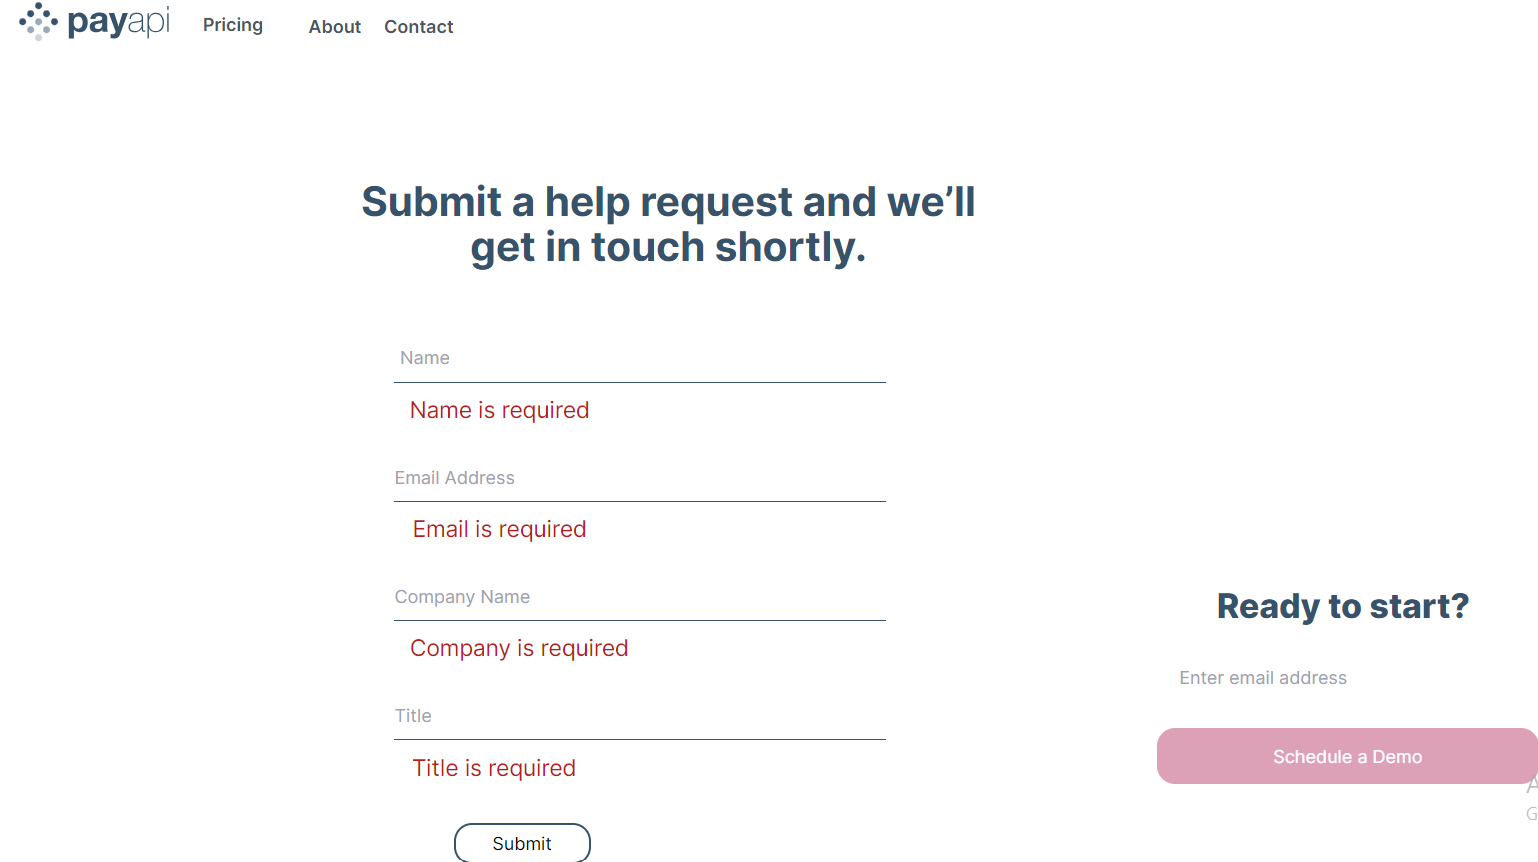 payapi
Pricing
About
Contact
Submit a help request and we’ll
get in touch shortly.
Name
Name is required
Email Address
Email is required
Company Name
Company is required
Title
Title is required
Submit
Ready to start?
Enter email address
Schedule a Demo